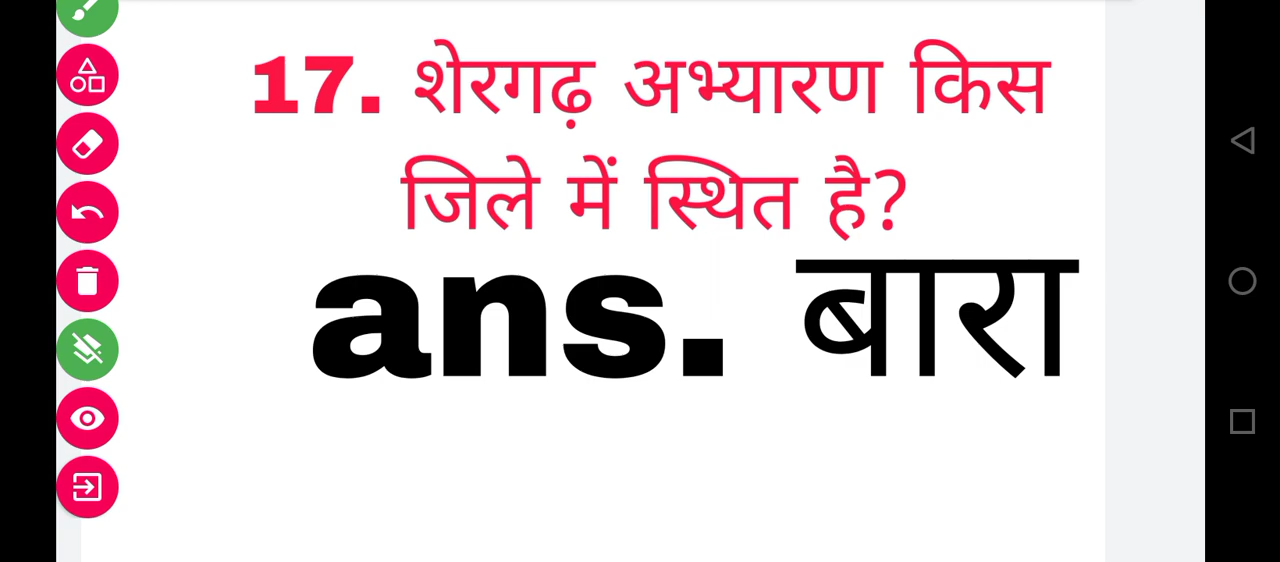 17. शेरगढ़ अभ्यारण किस
जिले में स्थित है?
ans. बारा